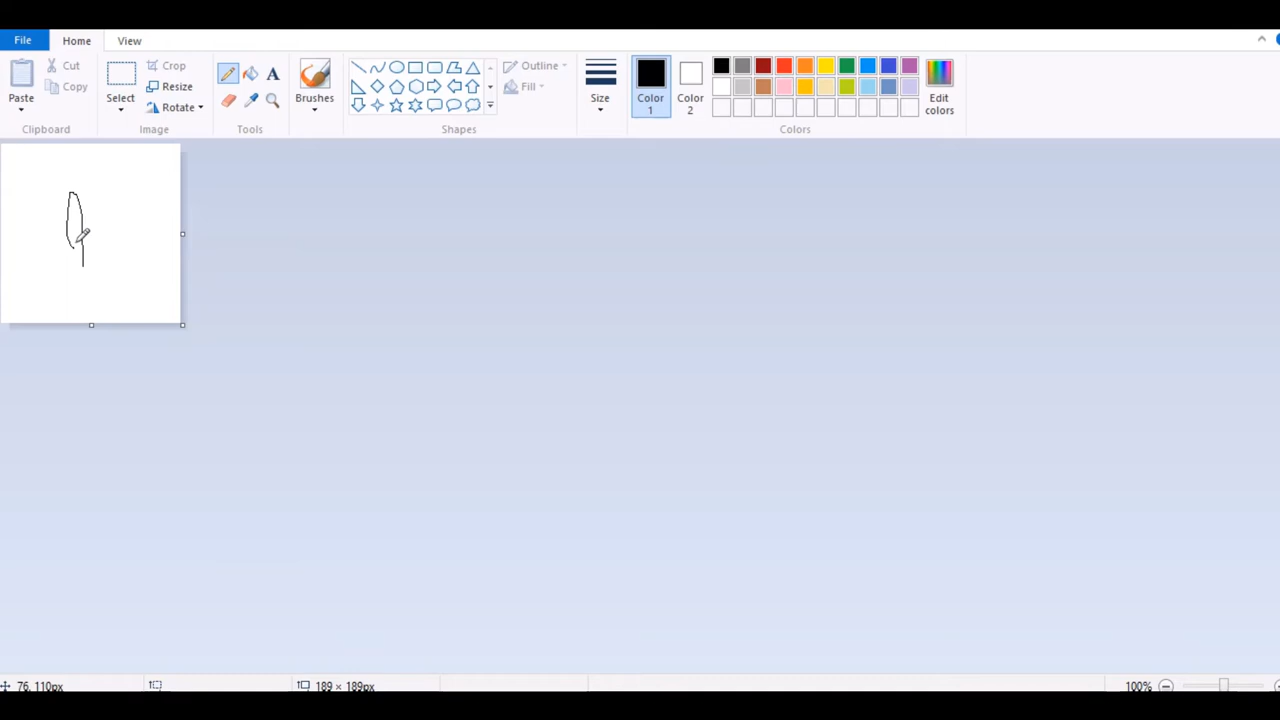 File Home View
Cut Crop Outline Edit colors
Copy Resize Fill
Paste Select Rotate Brushes Size Color 1 Color 2
Clipboard Image Tools Shapes Colors
76, 110px 189 × 189px 100%